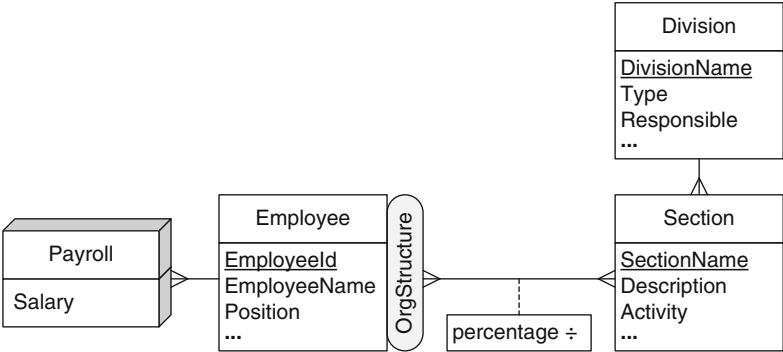 Division
DivisionName
Type
Responsible
...
Payroll
Salary
Employee
EmployeeId
EmployeeName
Position
...
OrgStructure
percentage ÷
Section
SectionName
Description
Activity
...